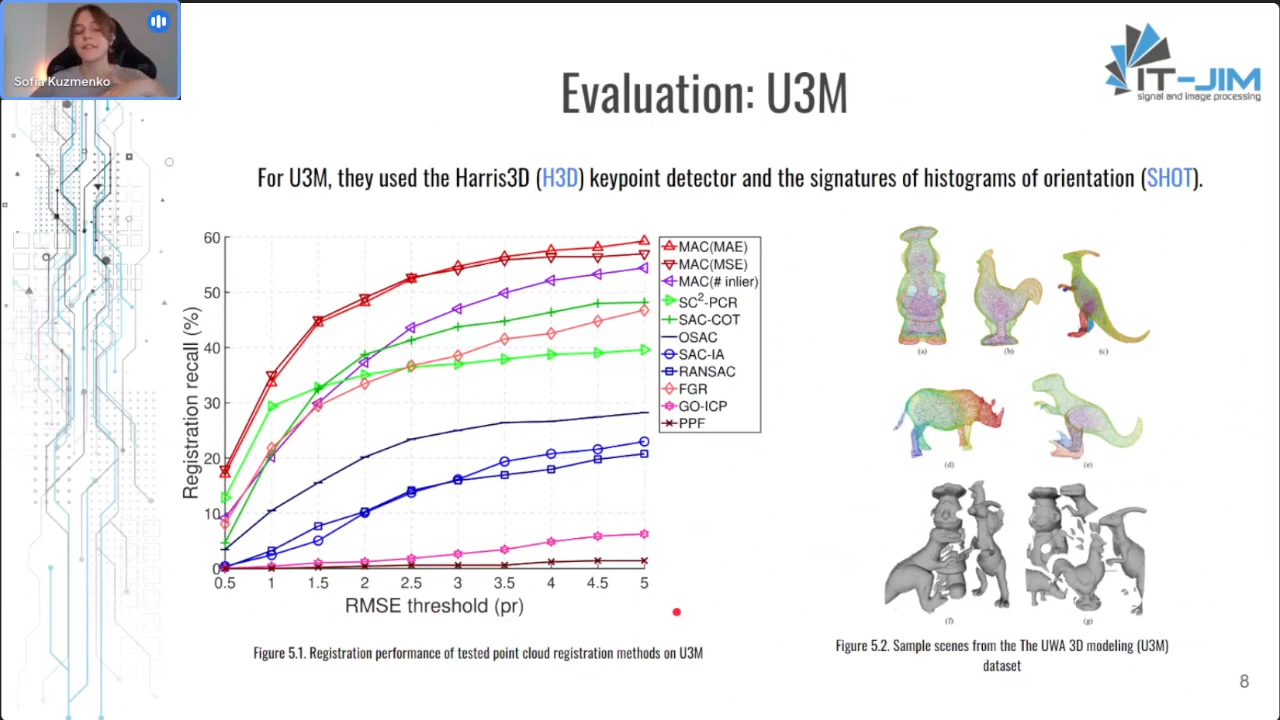 Sofia Kuzmenko
IT-JIM
signal and image processing
Evaluation: U3M
For U3M, they used the Harris3D (H3D) keypoint detector and the signatures of histograms of orientation (SHOT).
Registration recall (%)
60
50
40
30
20
10
0
0.5 1 1.5 2 2.5 3 3.5 4 4.5 5
RMSE threshold (pr)
MAC(MAE)
MAC(MSE)
MAC(# inlier)
SC²-PCR
SAC-COT
OSAC
SAC-IA
RANSAC
FGR
GO-ICP
PPF
Figure 5.1. Registration performance of tested point cloud registration methods on U3M
(a) (b) (c)
(d) (e)
(f) (g)
Figure 5.2. Sample scenes from the The UWA 3D modeling (U3M)
dataset
8